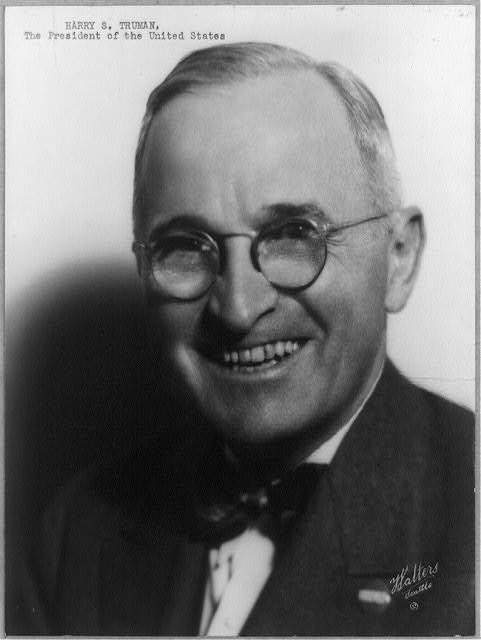 HARRY S. TRUMAN,
The President of the United States
Walters
Seattle
©